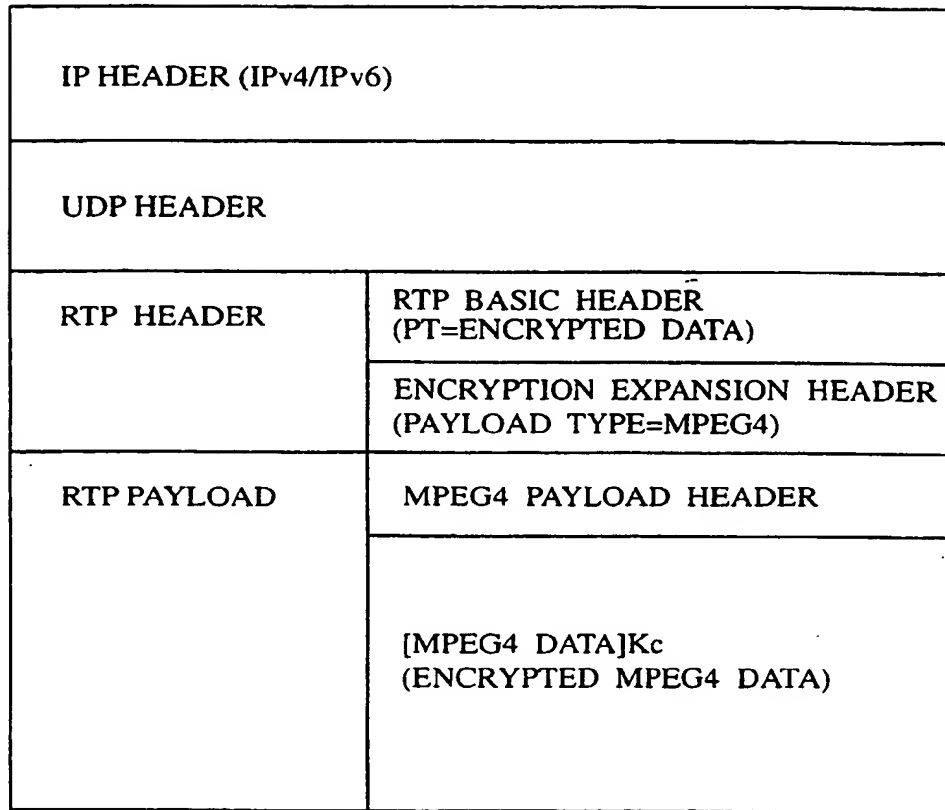 IP HEADER (IPv4/IPv6)
UDP HEADER
RTP HEADER
RTP BASIC HEADER
(PT=ENCRYPTED DATA)
ENCRYPTION EXPANSION HEADER
(PAYLOAD TYPE=MPEG4)
RTP PAYLOAD
MPEG4 PAYLOAD HEADER
[MPEG4 DATA]Kc
(ENCRYPTED MPEG4 DATA)